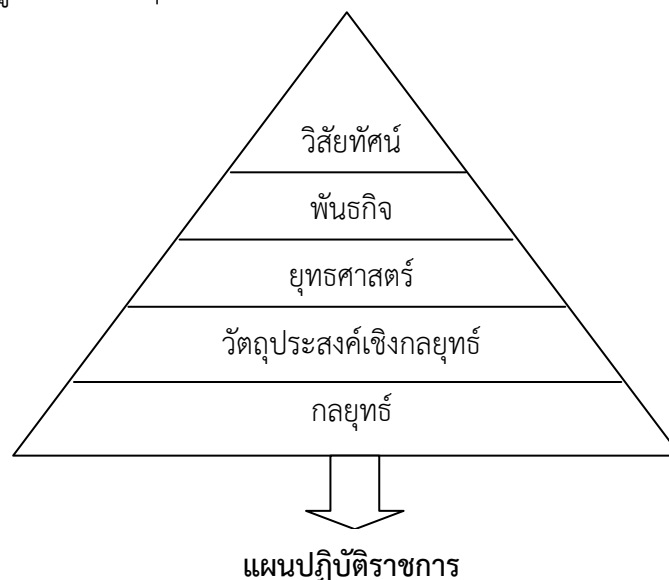 วิสัยทัศน์
พันธกิจ
ยุทธศาสตร์
วัตถุประสงค์เชิงกลยุทธ์
กลยุทธ์
แผนปฏิบัติราชการ